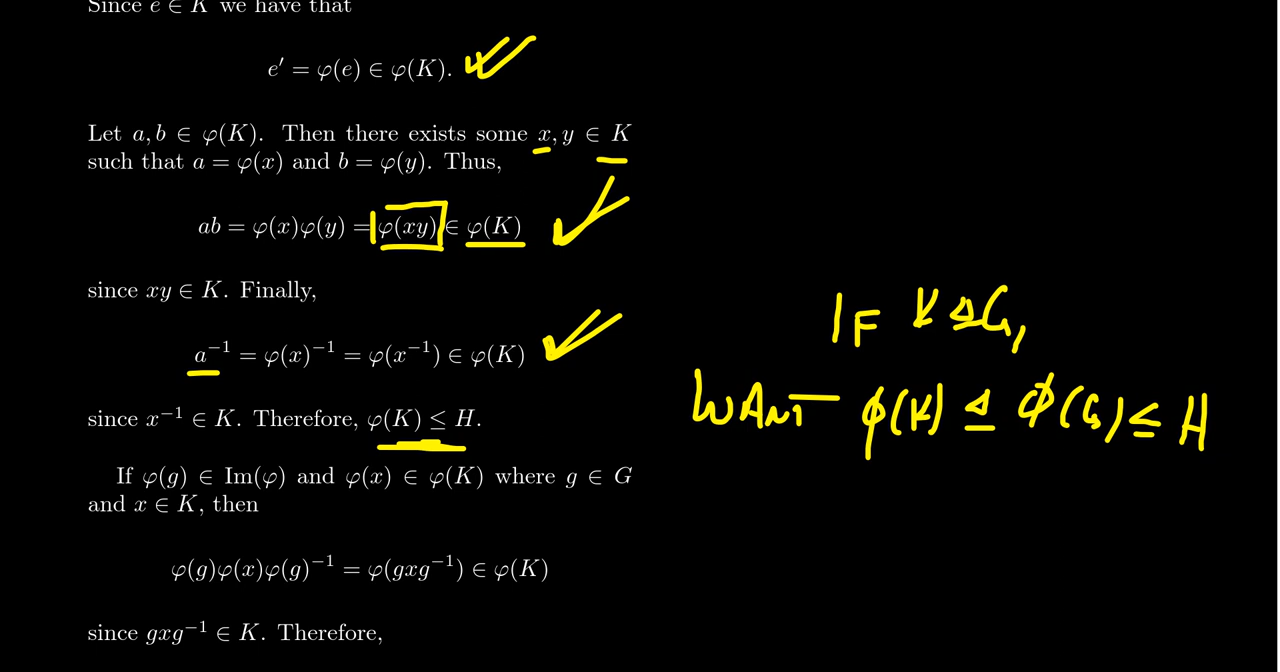 Since e ∈ K we have that
e′ = φ(e) ∈ φ(K).
Let a, b ∈ φ(K). Then there exists some x, y ∈ K
such that a = φ(x) and b = φ(y). Thus,
ab = φ(x)φ(y) = φ(xy) ∈ φ(K)
since xy ∈ K. Finally,
a⁻¹ = φ(x)⁻¹ = φ(x⁻¹) ∈ φ(K)
since x⁻¹ ∈ K. Therefore, φ(K) ≤ H.
If φ(g) ∈ Im(φ) and φ(x) ∈ φ(K) where g ∈ G
and x ∈ K, then
φ(g)φ(x)φ(g)⁻¹ = φ(gxg⁻¹) ∈ φ(K)
since gxg⁻¹ ∈ K. Therefore,
IF K ⊴ G,
WANT φ(K) ⊴ φ(G) ≤ H